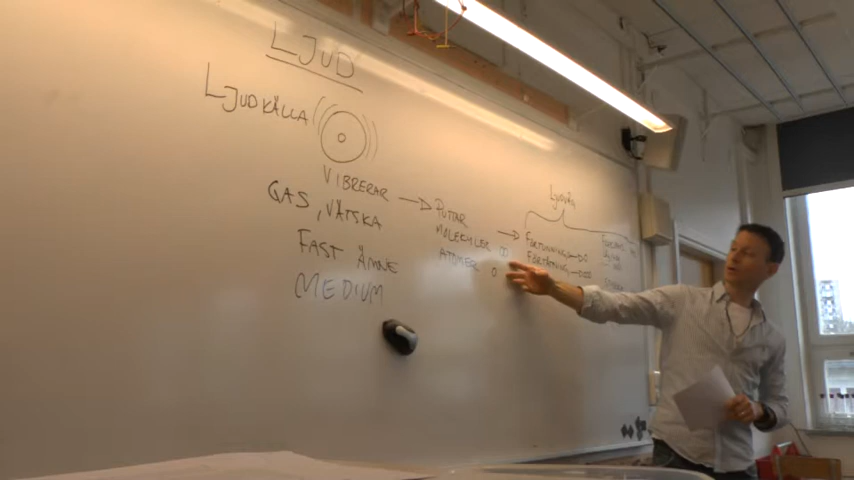 LJUD
LJUDKÄLLA
VIBRERAR
GAS, VÄTSKA
FAST ÄMNE
MEDIUM
PUTTAR
MOLEKYLER
ATOMER
LJUDVÅG
FÖRTUNNING
FÖRTÄTNING